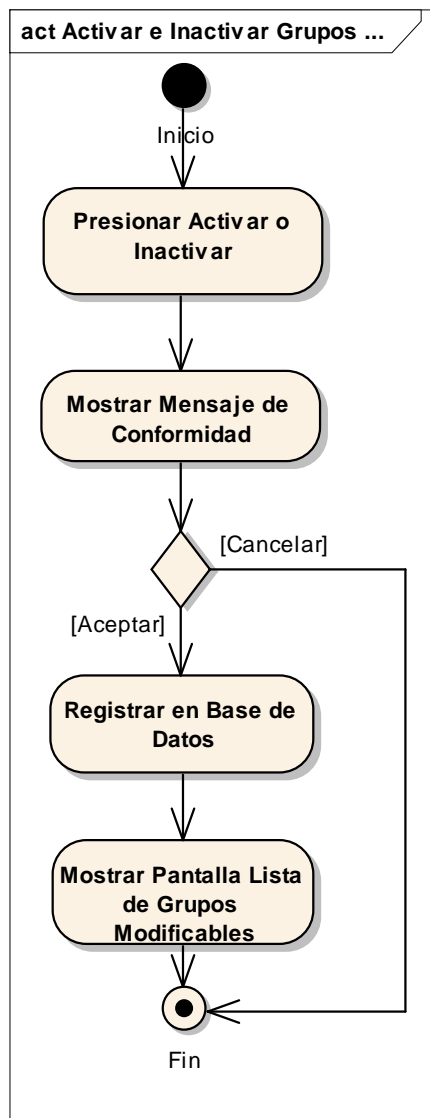 act Activar e Inactivar Grupos ...
Inicio
Presionar Activar o
Inactivar
Mostrar Mensaje de
Conformidad
[Cancelar]
[Aceptar]
Registrar en Base de
Datos
Mostrar Pantalla Lista
de Grupos
Modificables
Fin